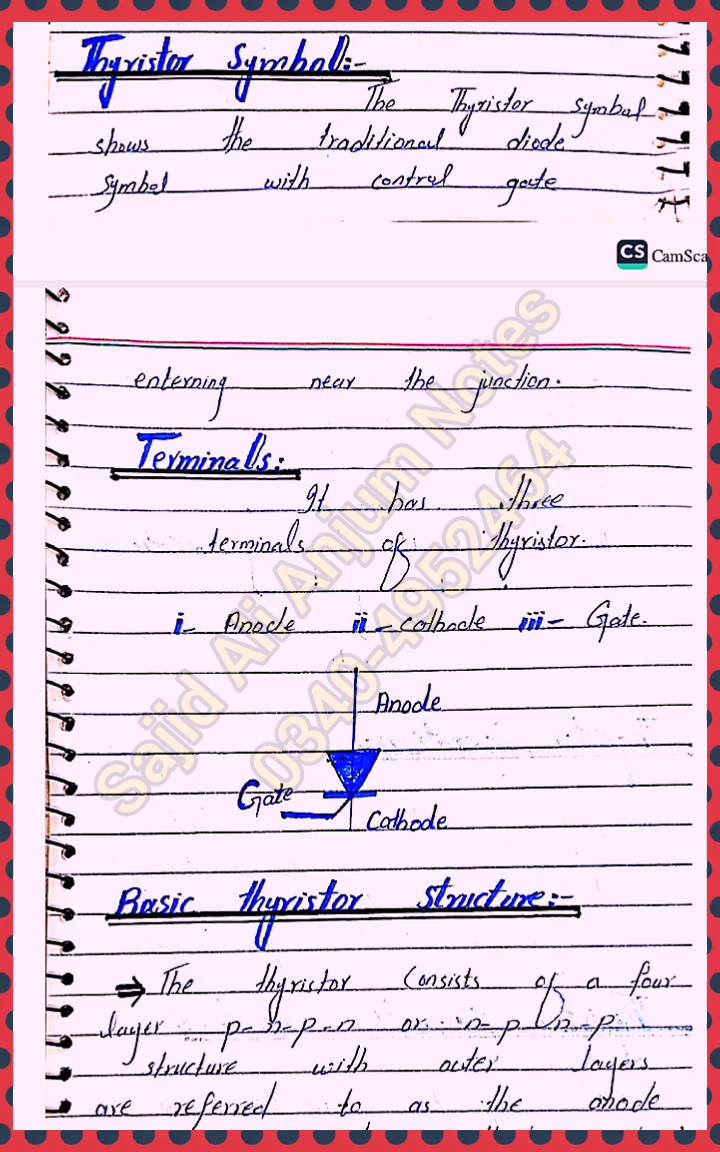 Thyristor Symbol:-
The Thyristor symbol
shows the traditional diode
Symbol with control gate
CS CamSca
enterning near the junction.
Terminals:
It has three
terminals of thyristor.
i- Anode ii- cathode iii- Gate.
Anode
Gate
Cathode
Basic thyristor structure:-
⇒ The thyristor consists of a four
layer p-n-p-n or n-p-n-p
structure with outer layers
are referred to as the anode
Sajid Ali Anjum Notes
0340-4952464